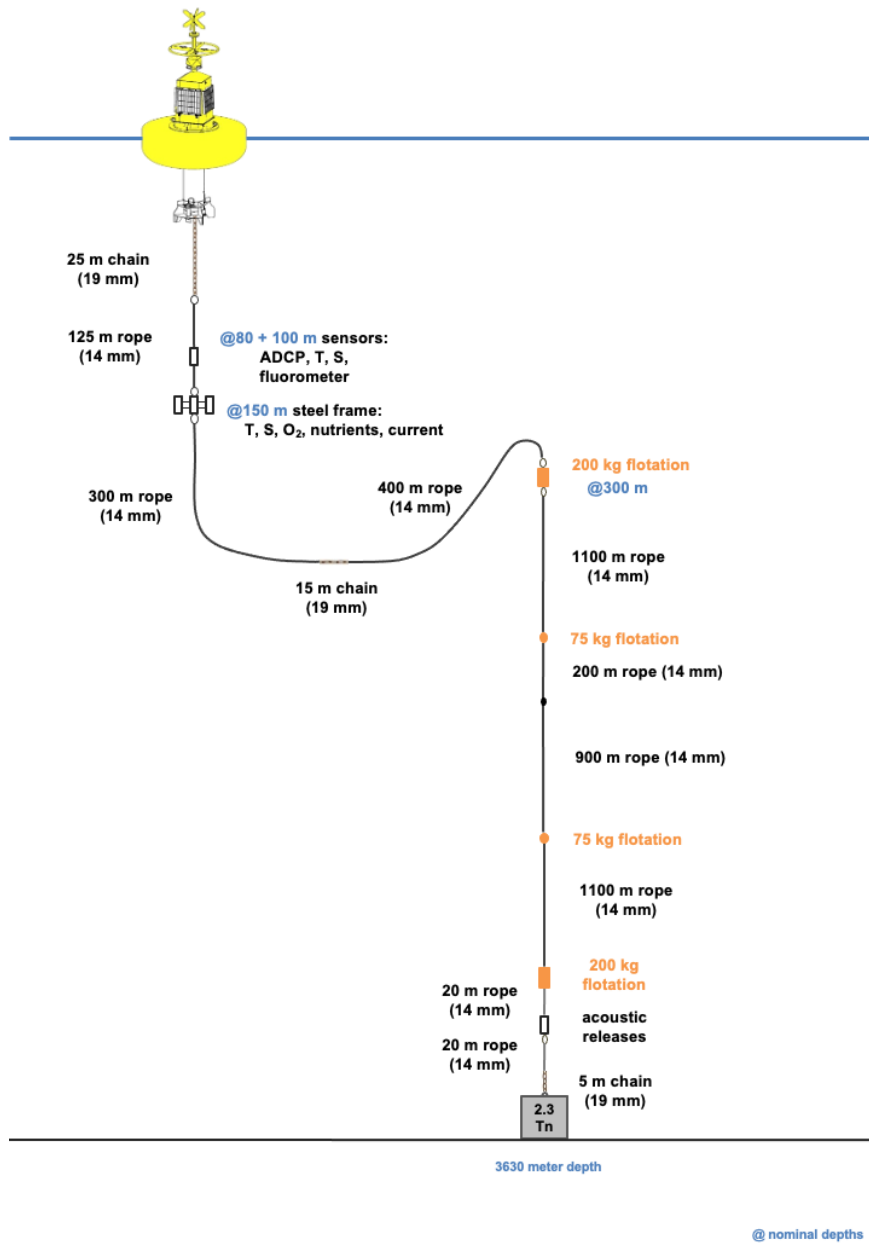 25 m chain
(19 mm)
125 m rope
(14 mm)
@80 + 100 m sensors:
ADCP, T, S,
fluorometer
@150 m steel frame:
T, S, O₂, nutrients, current
300 m rope
(14 mm)
400 m rope
(14 mm)
200 kg flotation
@300 m
15 m chain
(19 mm)
1100 m rope
(14 mm)
75 kg flotation
200 m rope (14 mm)
900 m rope (14 mm)
75 kg flotation
1100 m rope
(14 mm)
200 kg
flotation
20 m rope
(14 mm)
acoustic
releases
20 m rope
(14 mm)
5 m chain
(19 mm)
2.3
Tn
3630 meter depth
@ nominal depths